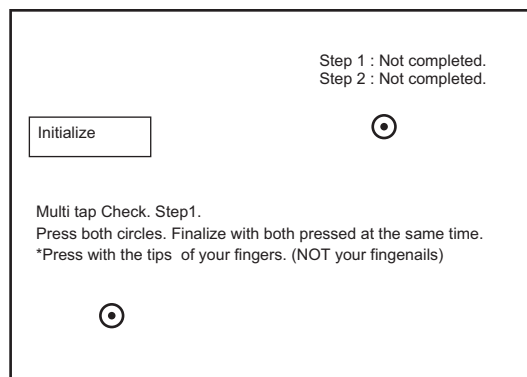 Step 1 : Not completed.
Step 2 : Not completed.
Initialize
Multi tap Check. Step1.
Press both circles. Finalize with both pressed at the same time.
*Press with the tips of your fingers. (NOT your fingenails)